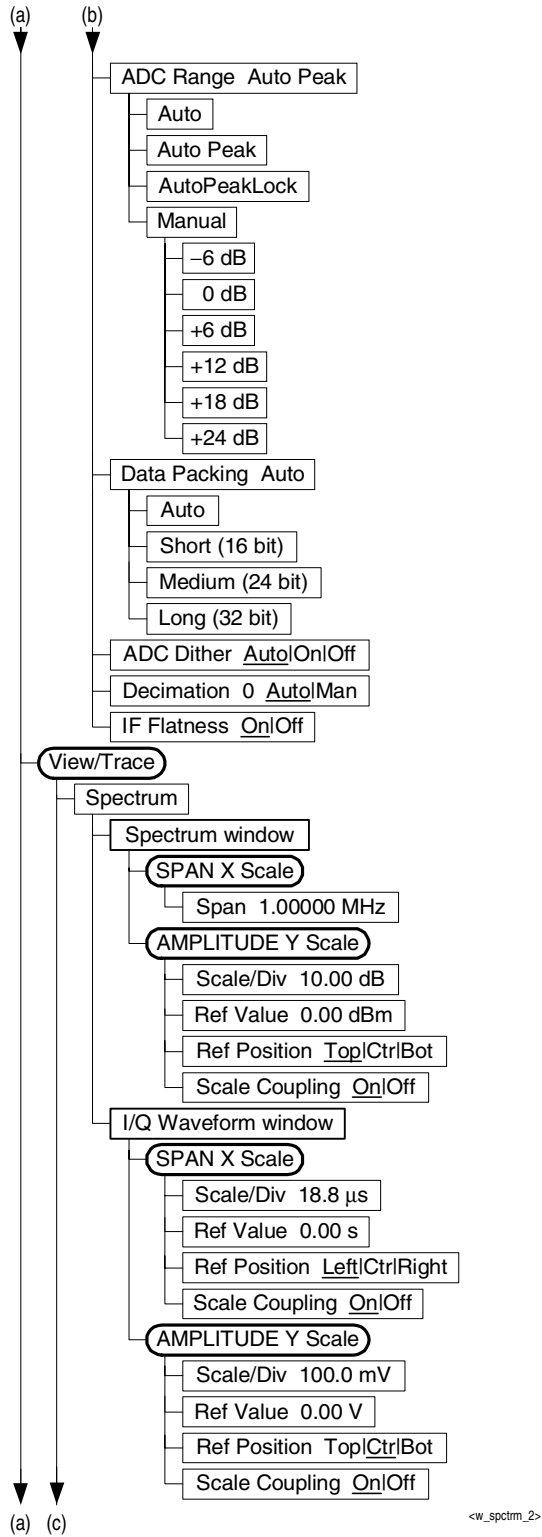 (a) (b)
ADC Range Auto Peak
Auto
Auto Peak
AutoPeakLock
Manual
−6 dB
0 dB
+6 dB
+12 dB
+18 dB
+24 dB
Data Packing Auto
Auto
Short (16 bit)
Medium (24 bit)
Long (32 bit)
ADC Dither Auto|On|Off
Decimation 0 Auto|Man
IF Flatness On|Off
View/Trace
Spectrum
Spectrum window
SPAN X Scale
Span 1.00000 MHz
AMPLITUDE Y Scale
Scale/Div 10.00 dB
Ref Value 0.00 dBm
Ref Position Top|Ctr|Bot
Scale Coupling On|Off
I/Q Waveform window
SPAN X Scale
Scale/Div 18.8 μs
Ref Value 0.00 s
Ref Position Left|Ctr|Right
Scale Coupling On|Off
AMPLITUDE Y Scale
Scale/Div 100.0 mV
Ref Value 0.00 V
Ref Position Top|Ctr|Bot
Scale Coupling On|Off
(a) (c)
<w_spctrm_2>